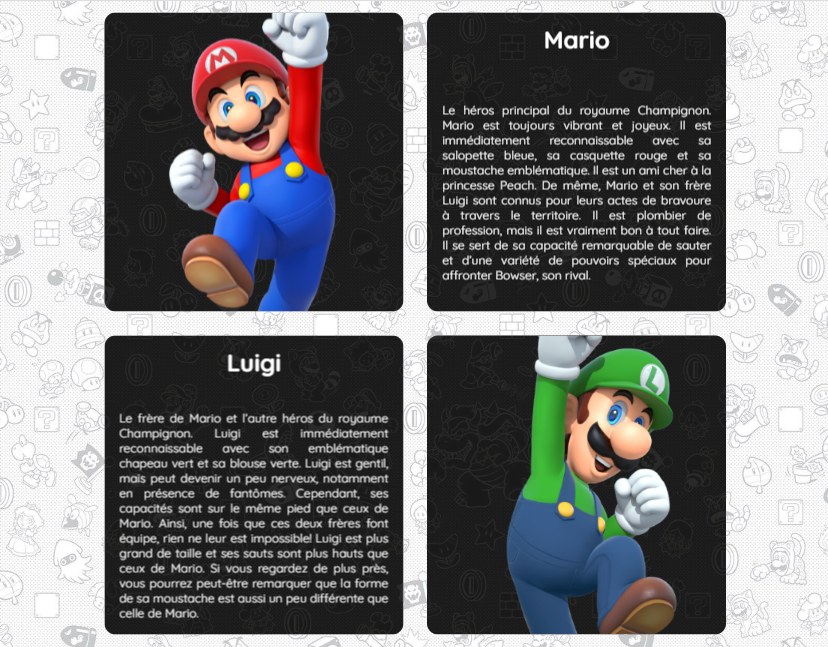 M
Mario
Le héros principal du royaume Champignon.
Mario est toujours vibrant et joyeux. Il est
immédiatement reconnaissable avec sa
salopette bleue, sa casquette rouge et sa
moustache emblématique. Il est un ami cher à la
princesse Peach. De même, Mario et son frère
Luigi sont connus pour leurs actes de bravoure
à travers le territoire. Il est plombier de
profession, mais il est vraiment bon à tout faire.
Il se sert de sa capacité remarquable de sauter
et d'une variété de pouvoirs spéciaux pour
affronter Bowser, son rival.
Luigi
Le frère de Mario et l'autre héros du royaume
Champignon. Luigi est immédiatement
reconnaissable avec son emblématique
chapeau vert et sa blouse verte. Luigi est gentil,
mais peut devenir un peu nerveux, notamment
en présence de fantômes. Cependant, ses
capacités sont sur le même pied que ceux de
Mario. Ainsi, une fois que ces deux frères font
équipe, rien ne leur est impossible! Luigi est plus
grand de taille et ses sauts sont plus hauts que
ceux de Mario. Si vous regardez de plus près,
vous pourrez peut-être remarquer que la forme
de sa moustache est aussi un peu différente que
celle de Mario.
L